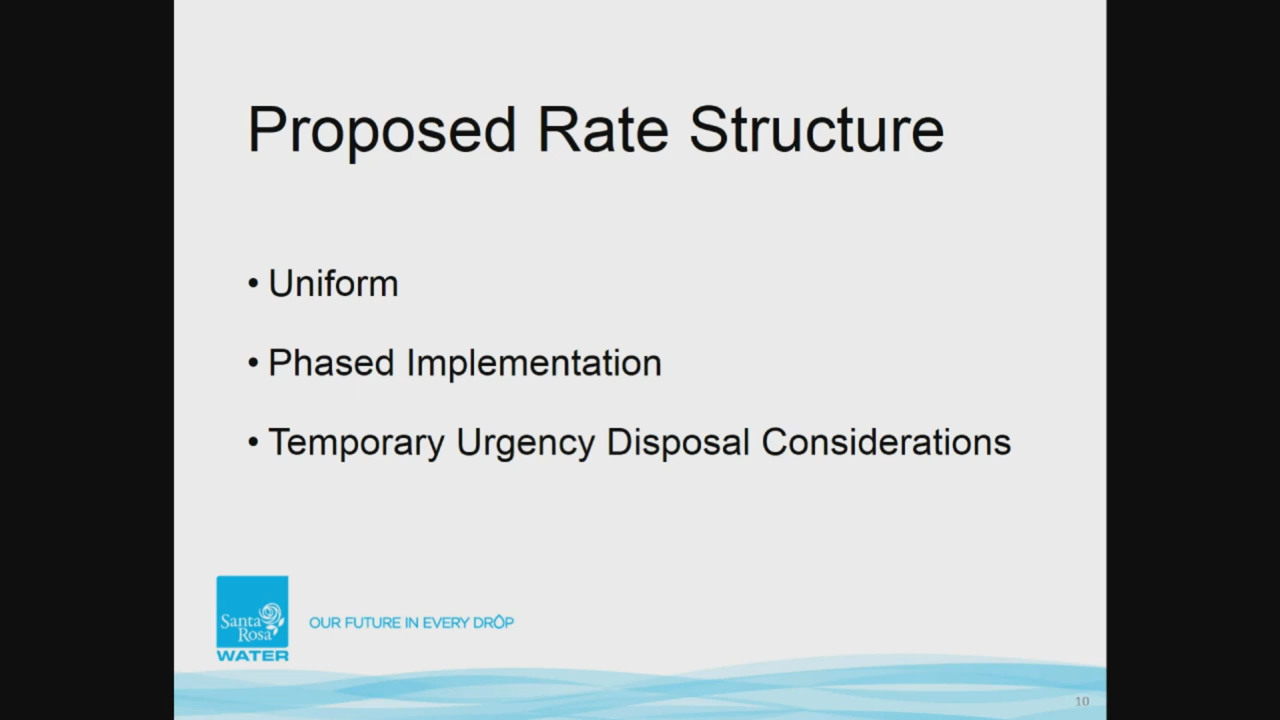 Proposed Rate Structure
• Uniform
• Phased Implementation
• Temporary Urgency Disposal Considerations
Santa
Rosa
WATER
OUR FUTURE IN EVERY DROP
10